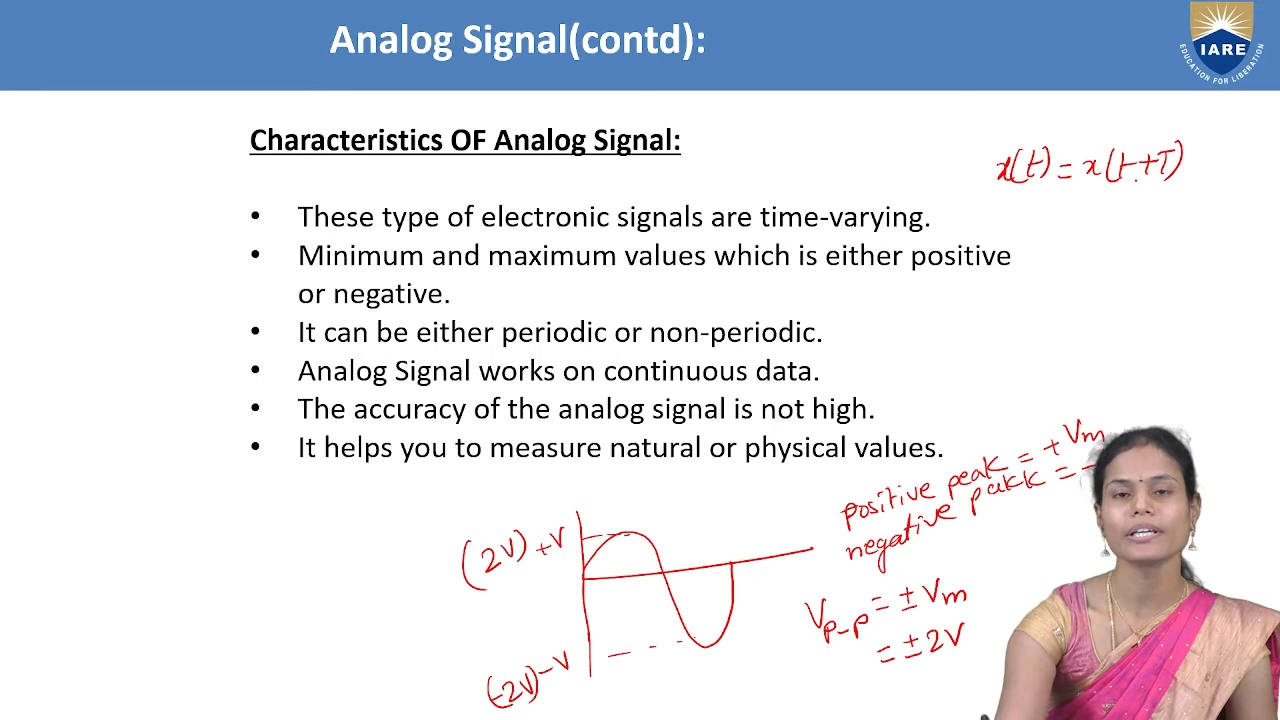 Analog Signal(contd):
IARE
EDUCATION FOR LIBERATION
Characteristics OF Analog Signal:
x(t) = x(t+T)
• These type of electronic signals are time-varying.
• Minimum and maximum values which is either positive
or negative.
• It can be either periodic or non-periodic.
• Analog Signal works on continuous data.
• The accuracy of the analog signal is not high.
• It helps you to measure natural or physical values.
positive peak = + Vm
negative peak = -
(2V) +V
(-2V) -V
Vp-p = ± Vm
= ± 2V